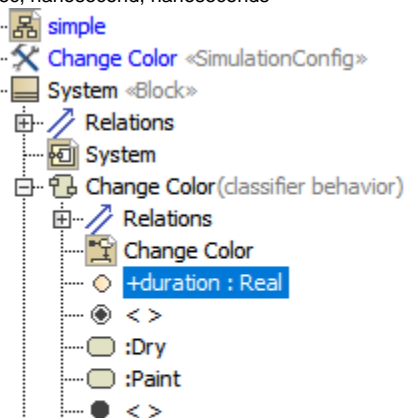 simple
Change Color «SimulationConfig»
System «Block»
Relations
System
Change Color(classifier behavior)
Relations
Change Color
+duration : Real
< >
:Dry
:Paint
< >